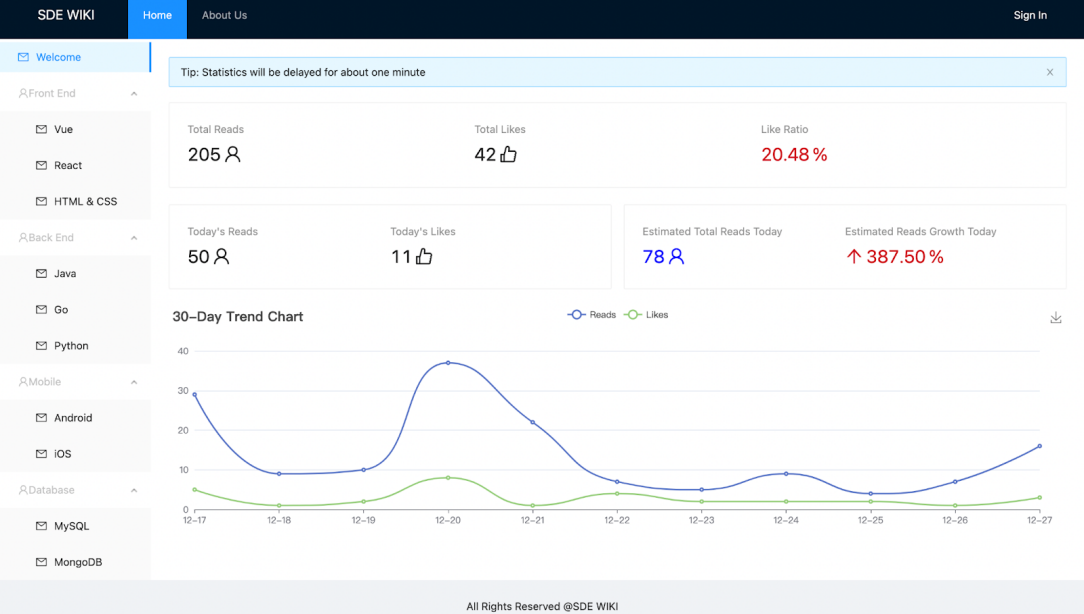 SDE WIKI
Home
About Us
Sign In
Welcome
Front End
Vue
React
HTML & CSS
Back End
Java
Go
Python
Mobile
Android
iOS
Database
MySQL
MongoDB
Tip: Statistics will be delayed for about one minute
Total Reads
205
Total Likes
42
Like Ratio
20.48 %
Today's Reads
50
Today's Likes
11
Estimated Total Reads Today
78
Estimated Reads Growth Today
387.50 %
30-Day Trend Chart
Reads
Likes
40
30
20
10
0
12-17
12-18
12-19
12-20
12-21
12-22
12-23
12-24
12-25
12-26
12-27
All Rights Reserved @SDE WIKI